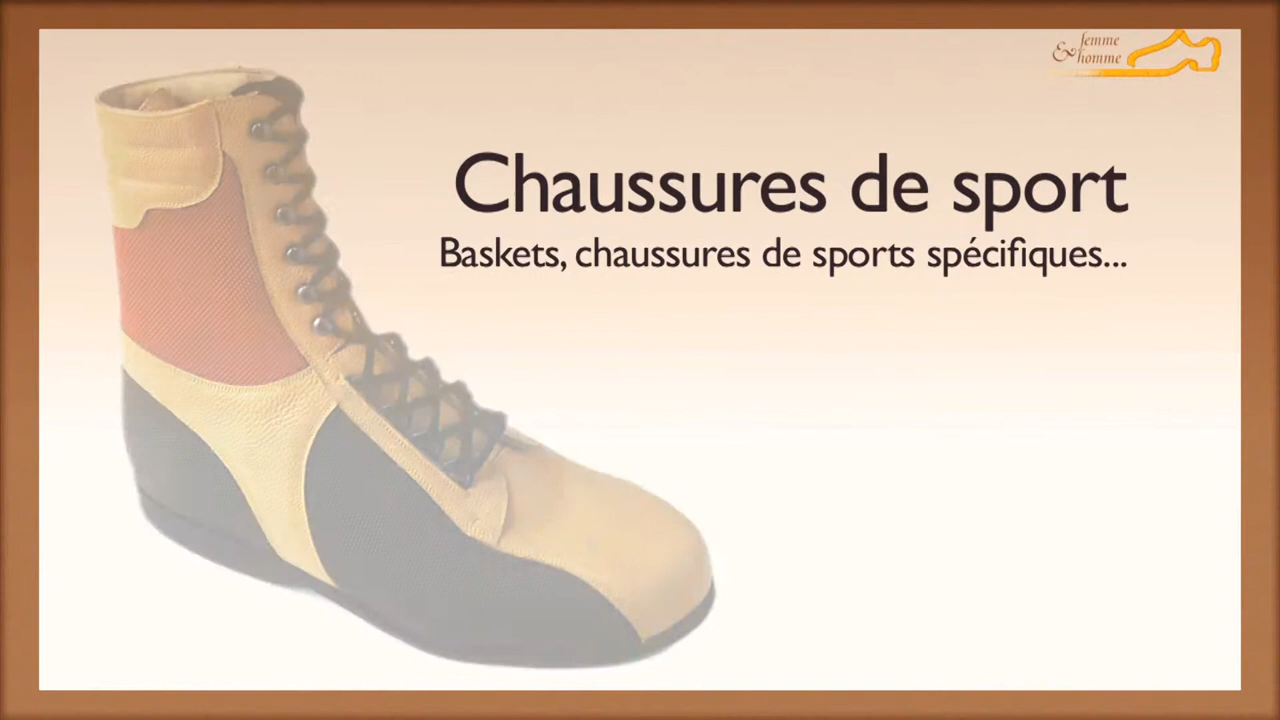 femme
& homme
Chaussures de sport
Baskets, chaussures de sports spécifiques...